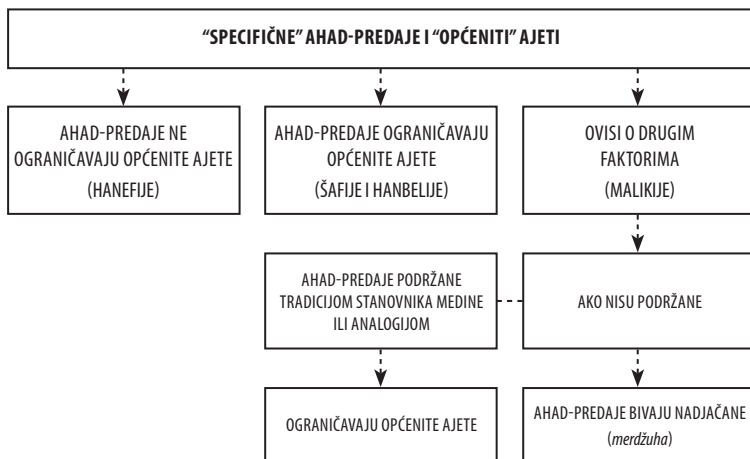 “SPECIFIČNE” AHAD-PREDAJE I “OPĆENITI” AJETI
AHAD-PREDAJE NE
OGRANIČAVAJU OPĆENITE AJETE
(HANEFIJE)
AHAD-PREDAJE OGRANIČAVAJU
OPĆENITE AJETE
(ŠAFIJE I HANBELIJE)
OVISI O DRUGIM
FAKTORIMA
(MALIKIJE)
AHAD-PREDAJE PODRŽANE
TRADICIJOM STANOVNIKA MEDINE
ILI ANALOGIJOM
AKO NISU PODRŽANE
OGRANIČAVAJU OPĆENITE AJETE
AHAD-PREDAJE BIVAJU NADJAČANE
(merdžuha)